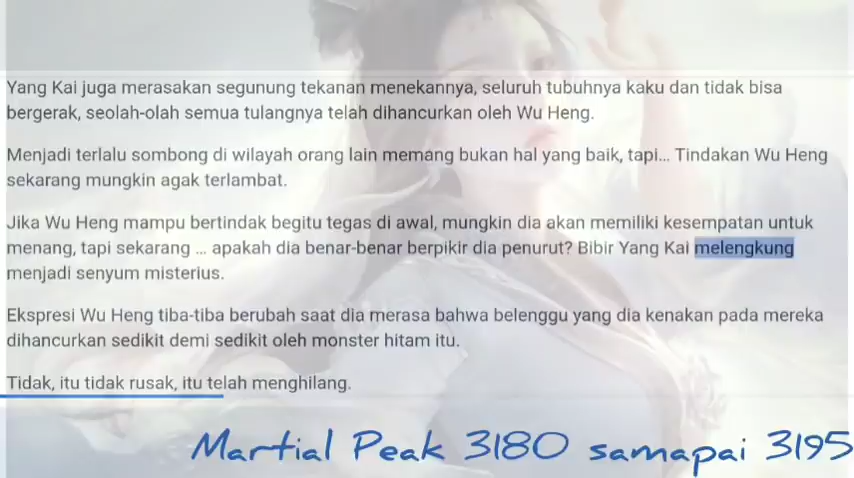 Yang Kai juga merasakan segunung tekanan menekannya, seluruh tubuhnya kaku dan tidak bisa
bergerak, seolah-olah semua tulangnya telah dihancurkan oleh Wu Heng.
Menjadi terlalu sombong di wilayah orang lain memang bukan hal yang baik, tapi... Tindakan Wu Heng
sekarang mungkin agak terlambat.
Jika Wu Heng mampu bertindak begitu tegas di awal, mungkin dia akan memiliki kesempatan untuk
menang, tapi sekarang ... apakah dia benar-benar berpikir dia penurut? Bibir Yang Kai melengkung
menjadi senyum misterius.
Ekspresi Wu Heng tiba-tiba berubah saat dia merasa bahwa belenggu yang dia kenakan pada mereka
dihancurkan sedikit demi sedikit oleh monster hitam itu.
Tidak, itu tidak rusak, itu telah menghilang.
Martial Peak 3180 samapai 3195